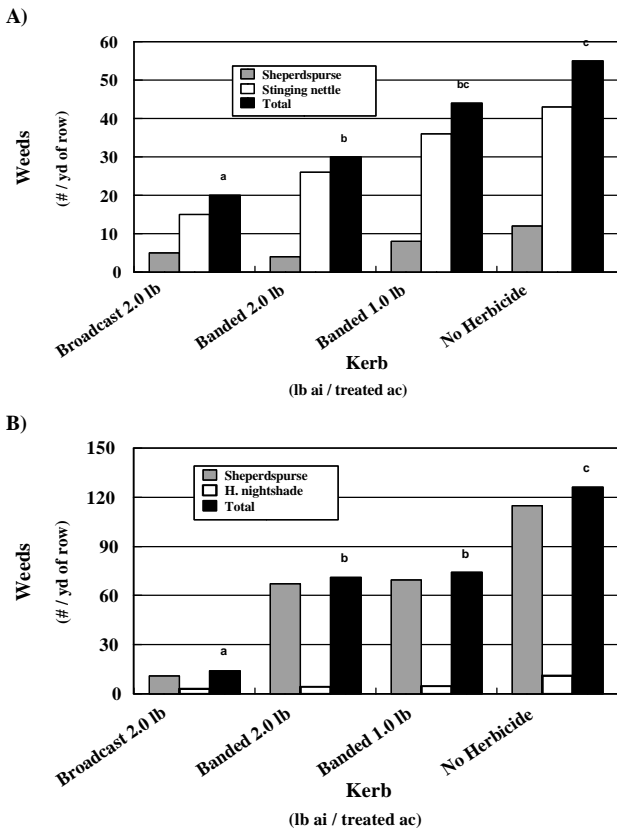 A)
60
50
40
30
20
10
0
Weeds
(# / yd of row)
Sheperdspurse
Stinging nettle
Total
a
b
bc
c
Broadcast 2.0 lb
Banded 2.0 lb
Banded 1.0 lb
No Herbicide
Kerb
(lb ai / treated ac)
B)
150
120
90
60
30
0
Weeds
(# / yd of row)
Sheperdspurse
H. nightshade
Total
a
b
b
c
Broadcast 2.0 lb
Banded 2.0 lb
Banded 1.0 lb
No Herbicide
Kerb
(lb ai / treated ac)